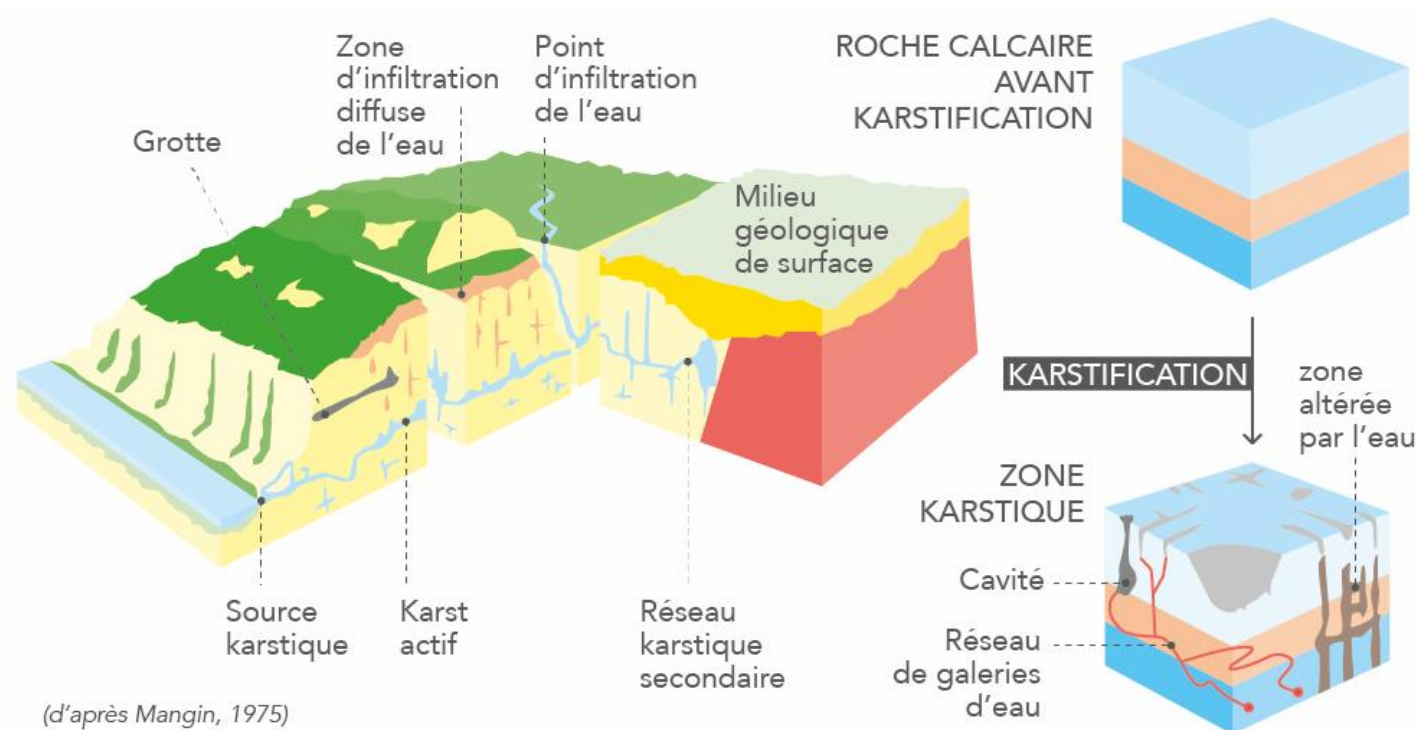 Zone
d'infiltration
diffuse
de l'eau
Point
d'infiltration
de l'eau
Grotte
Milieu
géologique
de surface
Source
karstique
Karst
actif
Réseau
karstique
secondaire
(d'après Mangin, 1975)
ROCHE CALCAIRE
AVANT
KARSTIFICATION
KARSTIFICATION
zone
altérée
par l'eau
ZONE
KARSTIQUE
Cavité
Réseau
de galeries
d'eau